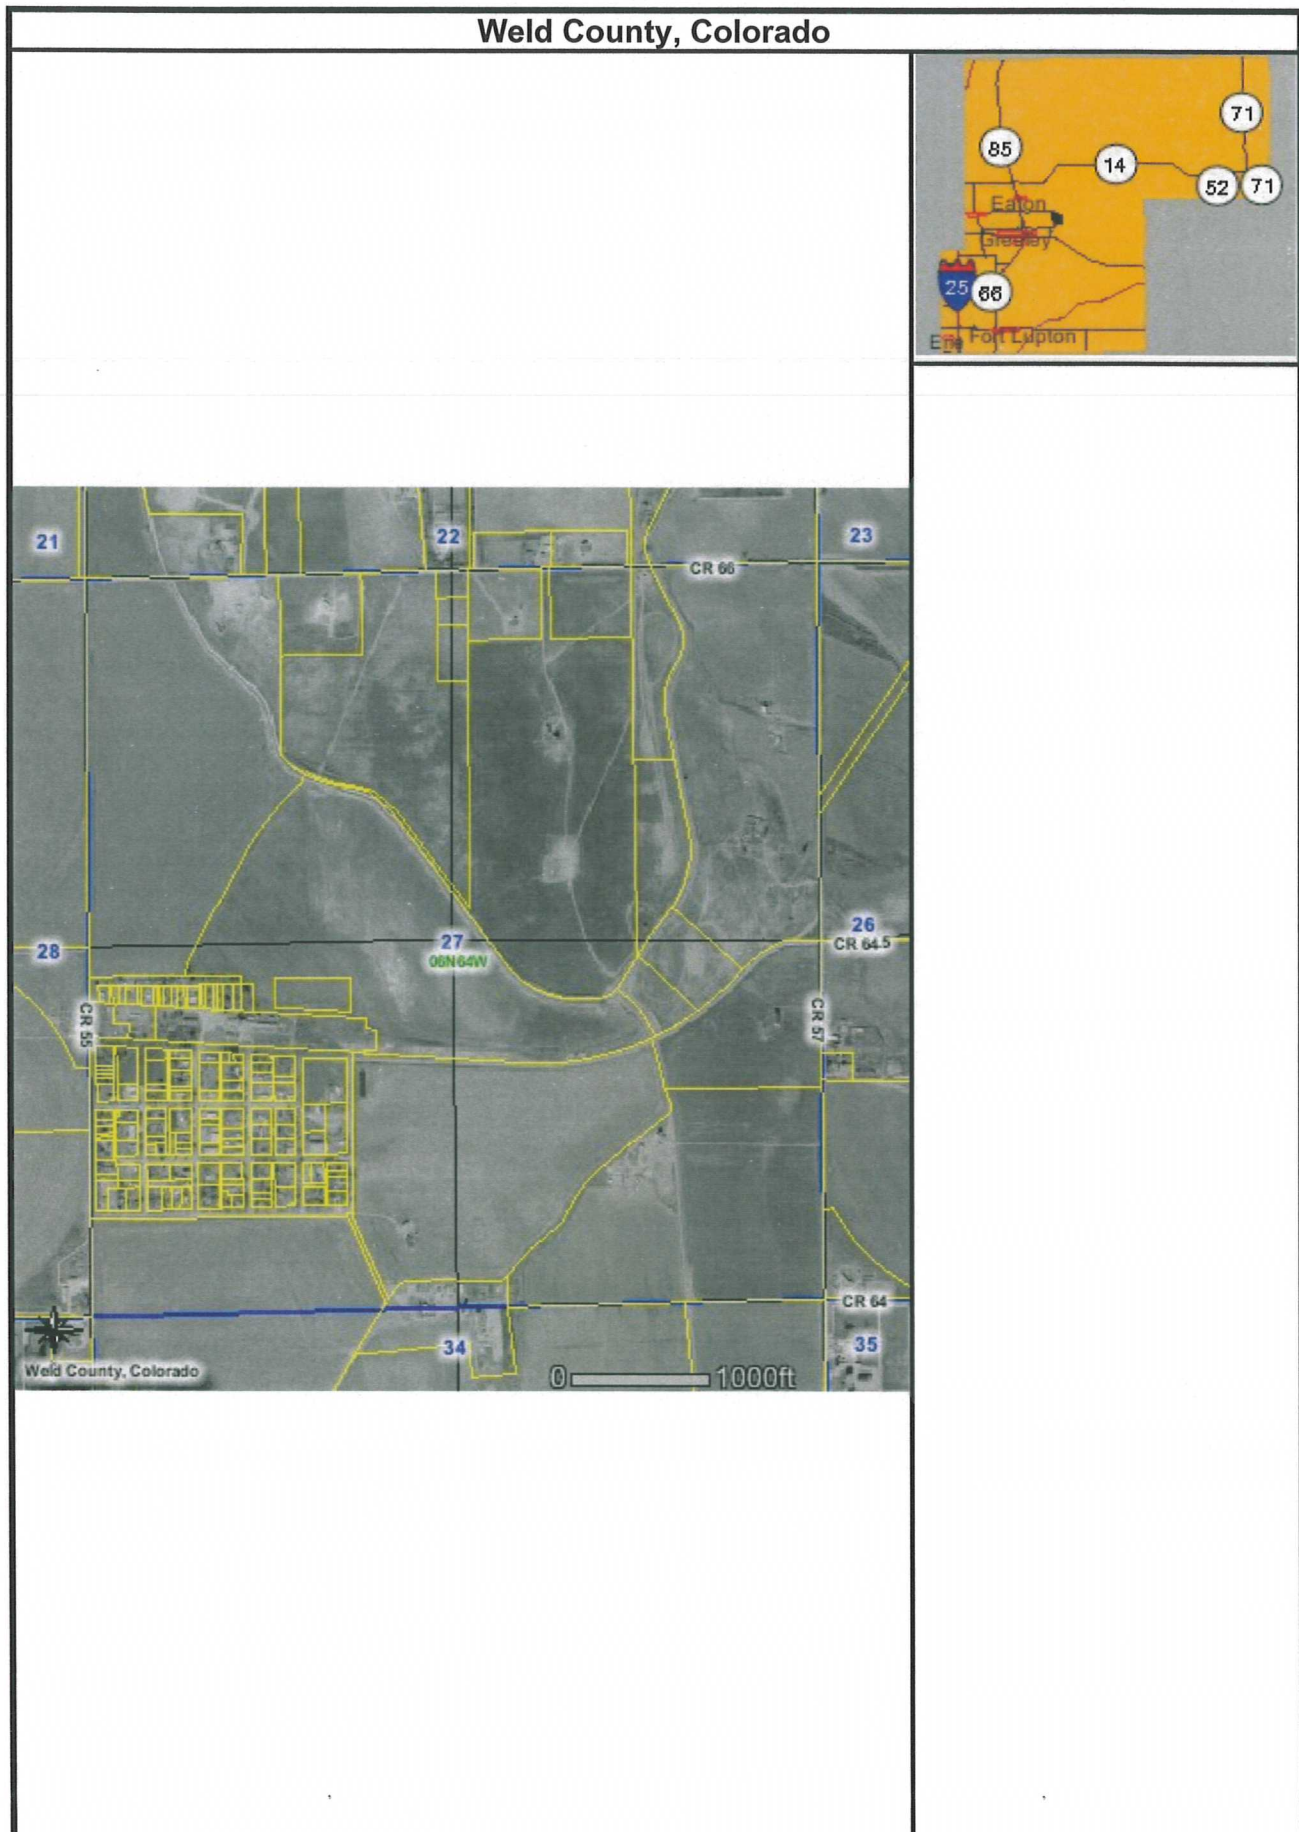 Weld County, Colorado
71
85
14
52
71
Eaton
Greeley
25
66
Erie
Fort Lupton
21
22
23
CR 66
28
27
06N64W
26
CR 64.5
CR 55
CR 57
CR 64
34
35
Weld County, Colorado
0
1000ft